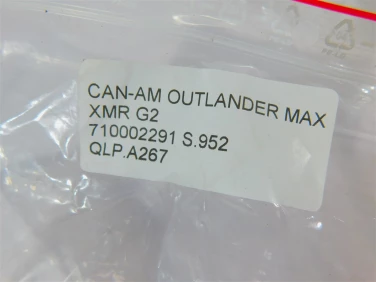 CAN-AM OUTLANDER MAX
XMR G2
710002291 S.952
QLP.A267